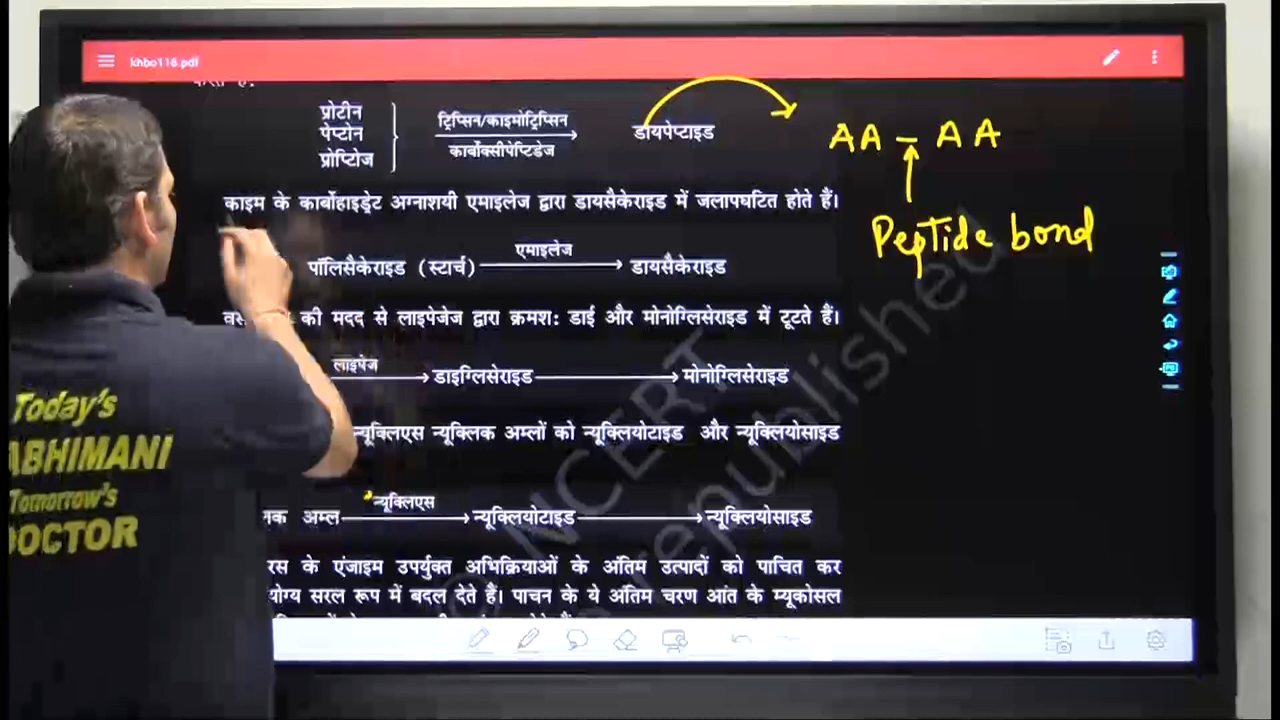 khbo116.pdf
प्रोटीन
पेप्टोन
प्रोप्टिोज
ट्रिप्सिन/काइमोट्रिप्सिन
कार्बोक्सीपेप्टिडेज
डायपेप्टाइड
AA – AA
Peptide bond
काइम के कार्बोहाइड्रेट अग्नाशयी एमाइलेज द्वारा डायसैकेराइड में जलापघटित होते हैं।
पॉलिसैकेराइड (स्टार्च) एमाइलेज डायसैकेराइड
की मदद से लाइपेजेज द्वारा क्रमश: डाई और मोनोग्लिसेराइड में टूटते हैं।
लाइपेज
डाइग्लिसेराइड मोनोग्लिसेराइड
न्यूक्लिएस न्यूक्लिक अम्लों को न्यूक्लियोटाइड और न्यूक्लियोसाइड
अम्ल न्यूक्लिएस न्यूक्लियोटाइड न्यूक्लियोसाइड
रस के एंजाइम उपर्युक्त अभिक्रियाओं के अंतिम उत्पादों को पाचित कर
योग्य सरल रूप में बदल देते हैं। पाचन के ये अंतिम चरण आंत के म्यूकोसल
© NCERT
republished
Today's
ABHIMANI
Tomorrow's
DOCTOR